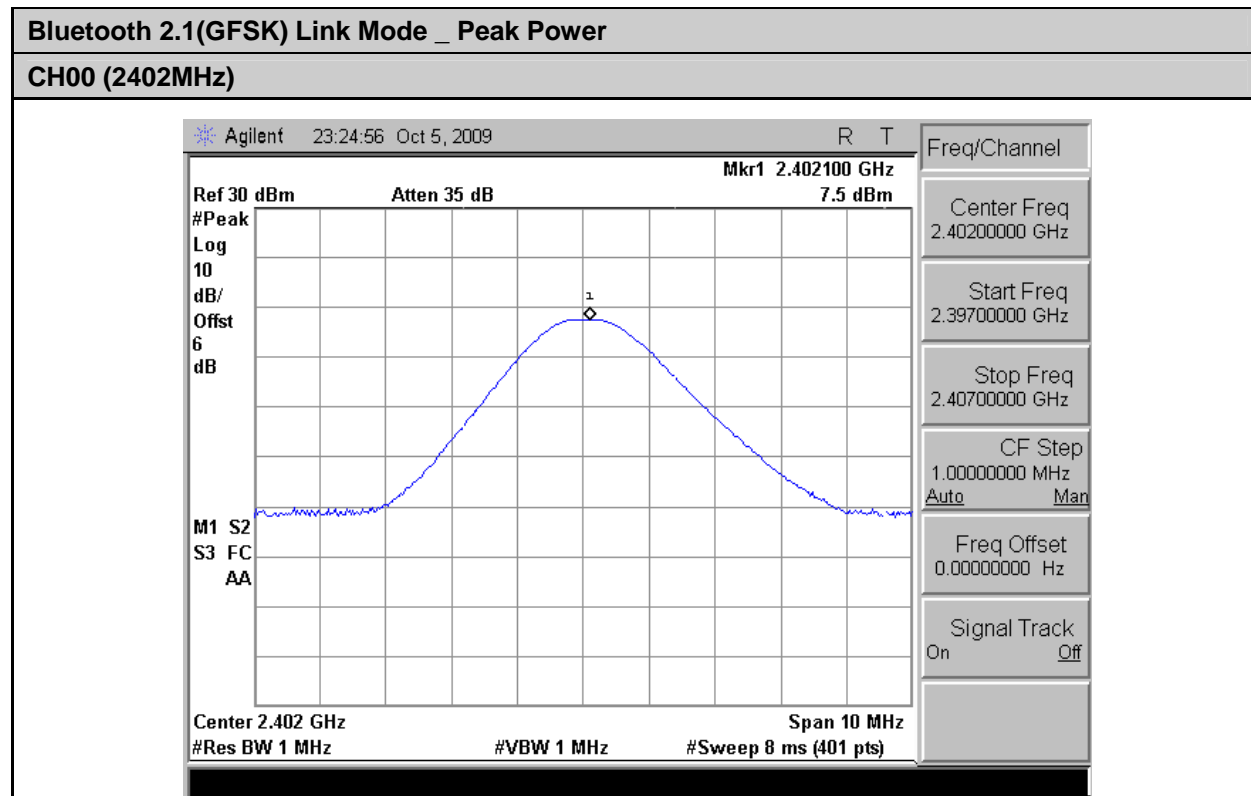 Bluetooth 2.1(GFSK) Link Mode _ Peak Power
CH00 (2402MHz)
Agilent 23:24:56 Oct 5, 2009 R T
Mkr1 2.402100 GHz
Ref 30 dBm Atten 35 dB 7.5 dBm
#Peak
Log
10
dB/
Offst
6
dB
1
M1 S2
S3 FC
AA
Center 2.402 GHz Span 10 MHz
#Res BW 1 MHz #VBW 1 MHz #Sweep 8 ms (401 pts)
Freq/Channel
Center Freq
2.40200000 GHz
Start Freq
2.39700000 GHz
Stop Freq
2.40700000 GHz
CF Step
1.00000000 MHz
Auto Man
Freq Offset
0.00000000 Hz
Signal Track
On Off